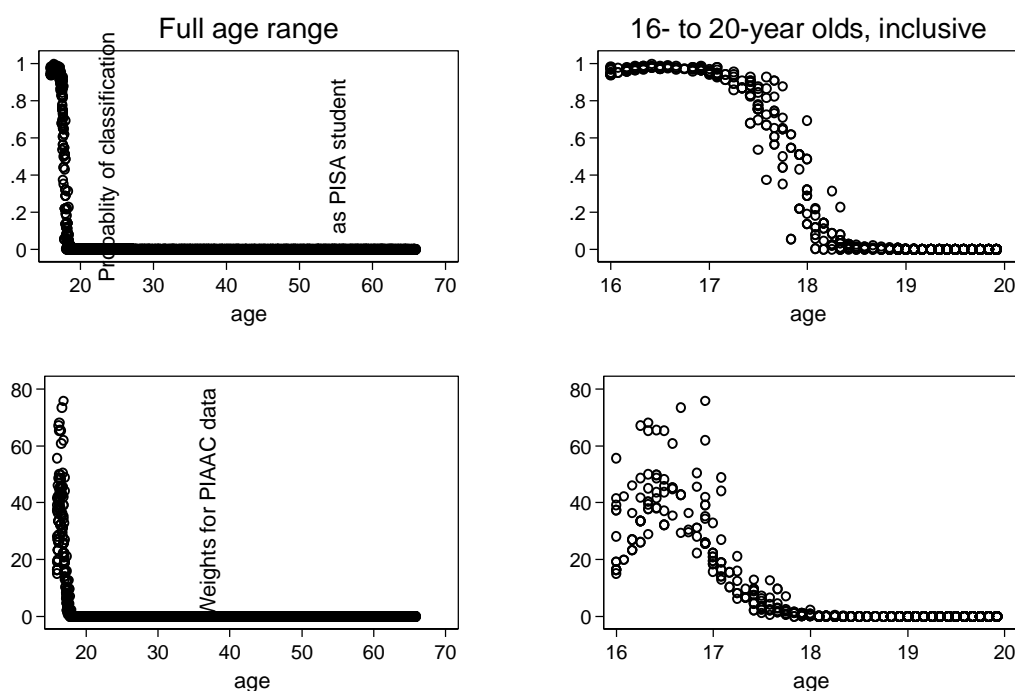 Full age range
16- to 20-year olds, inclusive
Probablity of classification
as PISA student
1
.8
.6
.4
.2
0
20 30 40 50 60 70
age
1
.8
.6
.4
.2
0
16 17 18 19 20
age
Weights for PIAAC data
80
60
40
20
0
20 30 40 50 60 70
age
80
60
40
20
0
16 17 18 19 20
age